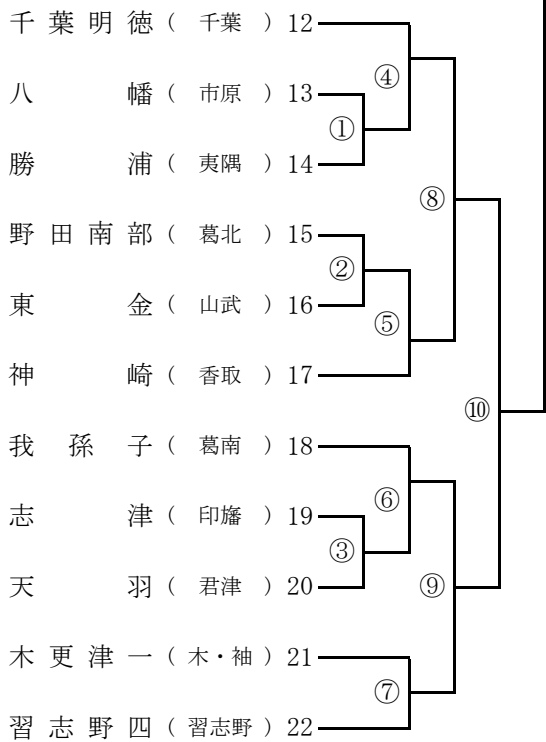 千葉明徳 ( 千葉 ) 12
④
八幡 ( 市原 ) 13
①
勝浦 ( 夷隅 ) 14
⑧
野田南部 ( 葛北 ) 15
②
東金 ( 山武 ) 16
⑤
神崎 ( 香取 ) 17
⑩
我孫子 ( 葛南 ) 18
⑥
志津 ( 印旛 ) 19
③
天羽 ( 君津 ) 20
⑨
木更津一 ( 木・袖 ) 21
⑦
習志野四 ( 習志野 ) 22